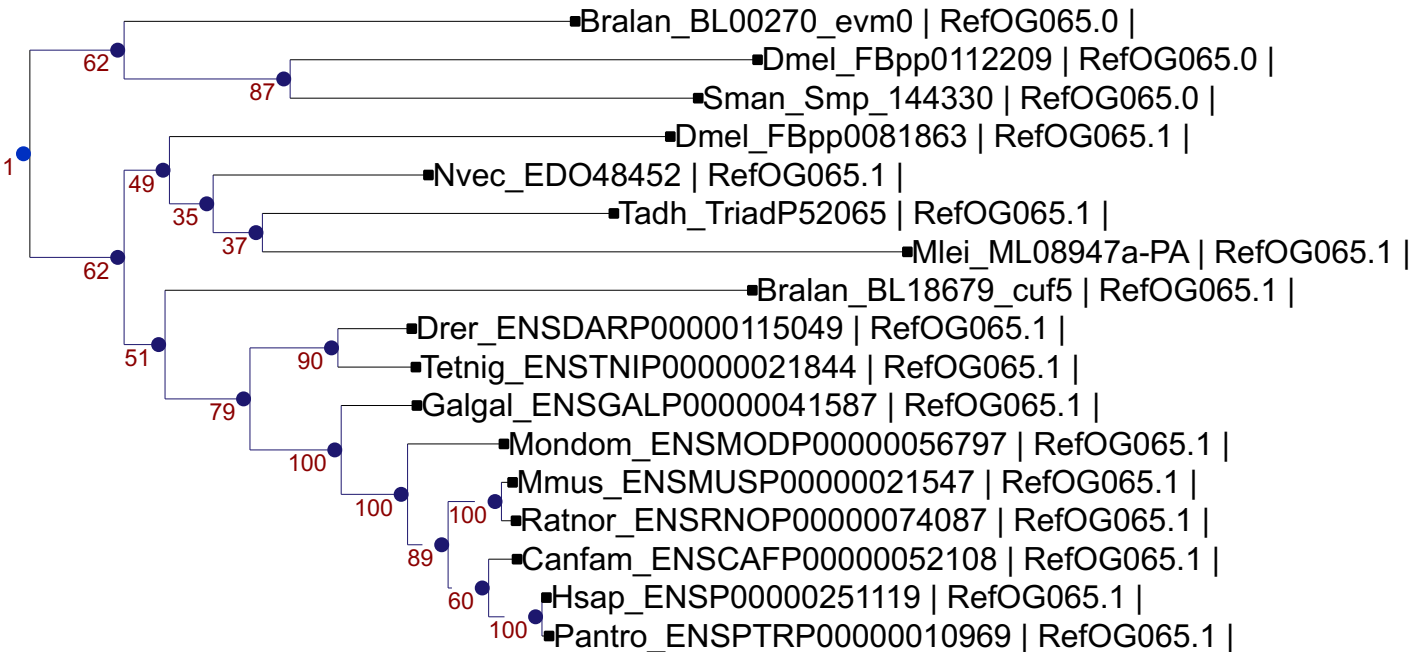 Bralan_BL00270_evm0 | RefOG065.0 |
62
Dmel_FBpp0112209 | RefOG065.0 |
87
Sman_Smp_144330 | RefOG065.0 |
Dmel_FBpp0081863 | RefOG065.1 |
1
49
Nvec_EDO48452 | RefOG065.1 |
35
Tadh_TriadP52065 | RefOG065.1 |
37
Mlei_ML08947a-PA | RefOG065.1 |
62
Bralan_BL18679_cuf5 | RefOG065.1 |
Drer_ENSDARP00000115049 | RefOG065.1 |
51
90
Tetnig_ENSTNIP00000021844 | RefOG065.1 |
79
Galgal_ENSGALP00000041587 | RefOG065.1 |
Mondom_ENSMODP00000056797 | RefOG065.1 |
100
Mmus_ENSMUSP00000021547 | RefOG065.1 |
100
100
Ratnor_ENSRNOP00000074087 | RefOG065.1 |
89
Canfam_ENSCAFP00000052108 | RefOG065.1 |
60
Hsap_ENSP00000251119 | RefOG065.1 |
100
Pantro_ENSPTRP00000010969 | RefOG065.1 |